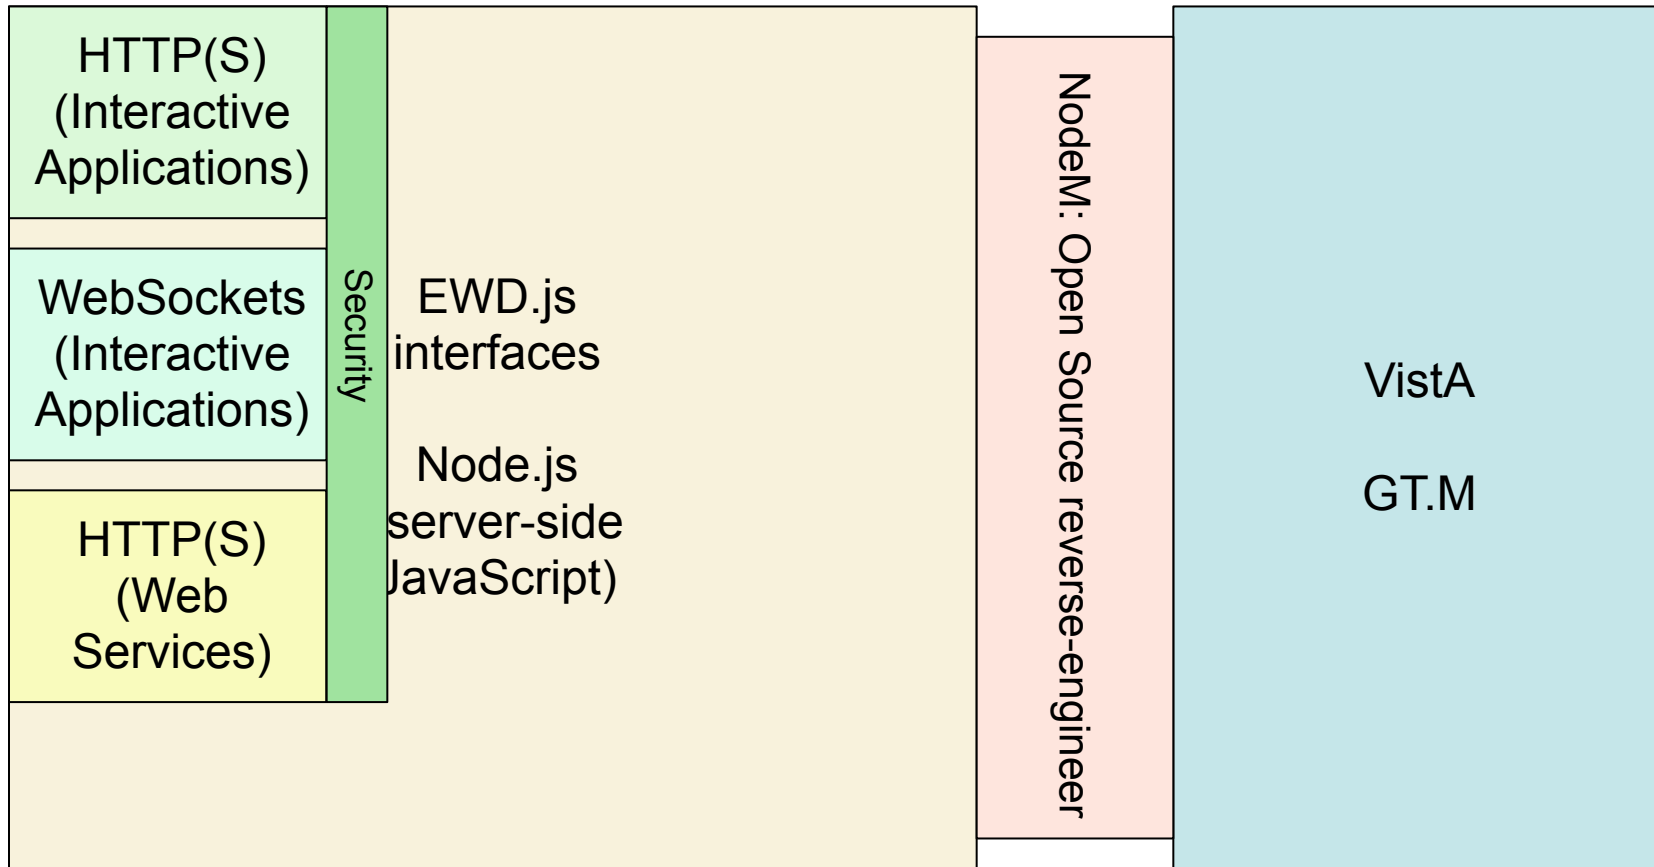 HTTP(S)
(Interactive
Applications)
WebSockets
(Interactive
Applications)
HTTP(S)
(Web
Services)
Security
EWD.js
interfaces
Node.js
server-side
JavaScript)
NodeM: Open Source reverse-engineer
VistA
GT.M